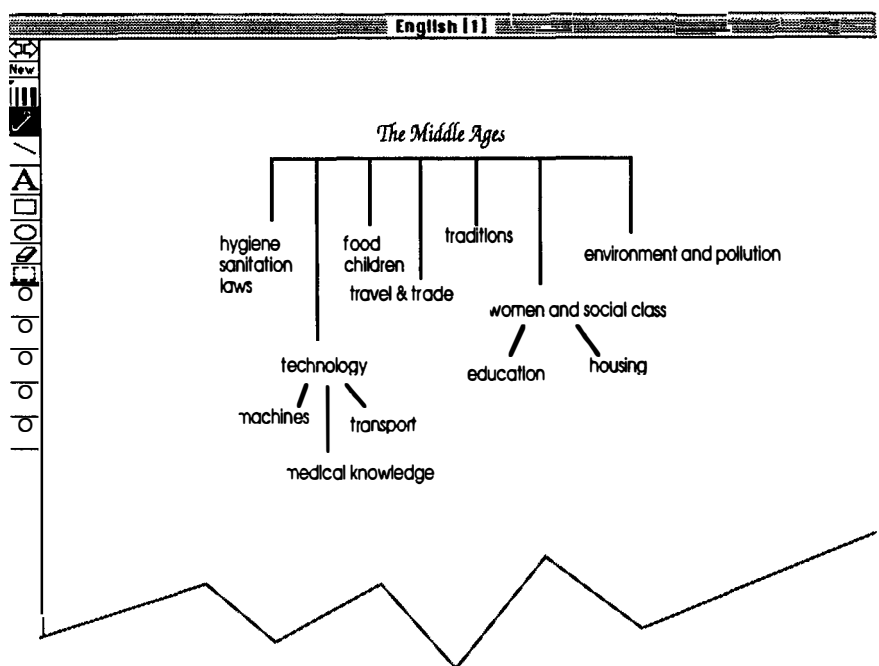 English [1]
New
A
The Middle Ages
hygiene
sanitation
laws
food
children
travel & trade
traditions
environment and pollution
women and social class
education
housing
technology
machines
transport
medical knowledge